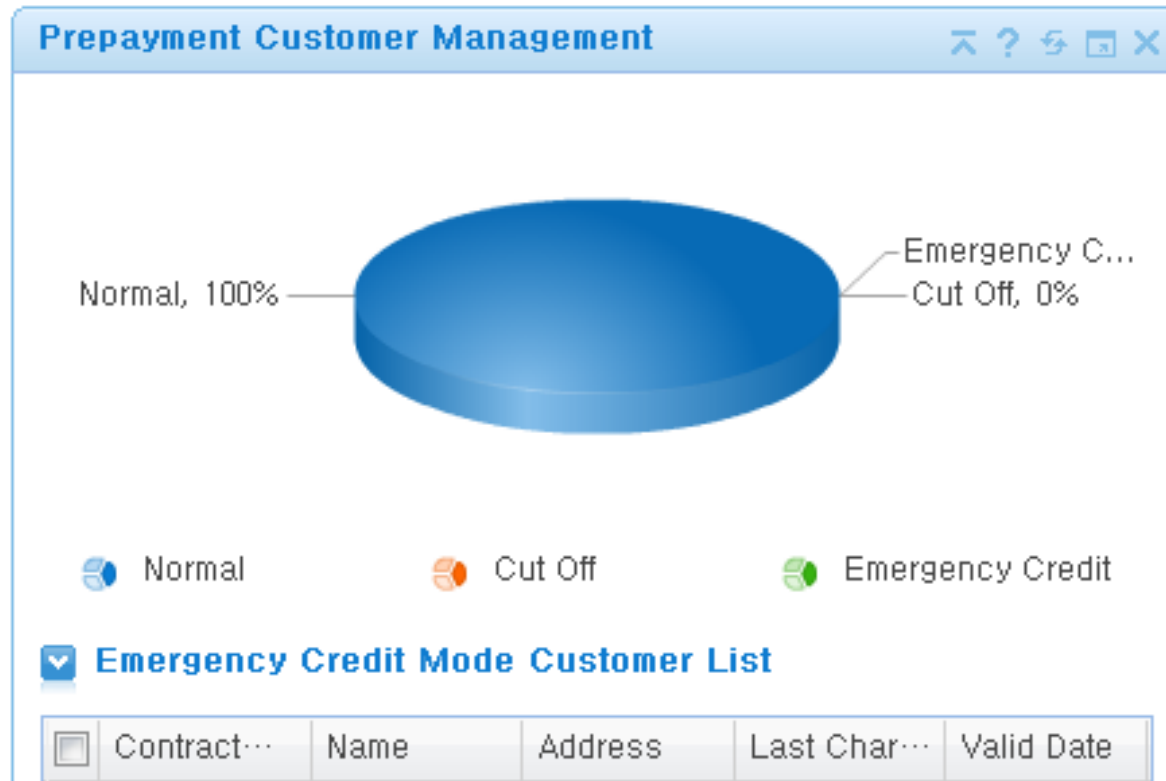 Prepayment Customer Management
Emergency C...
Normal, 100%
Cut Off, 0%
Normal Cut Off Emergency Credit
Emergency Credit Mode Customer List
Contract... Name Address Last Char... Valid Date